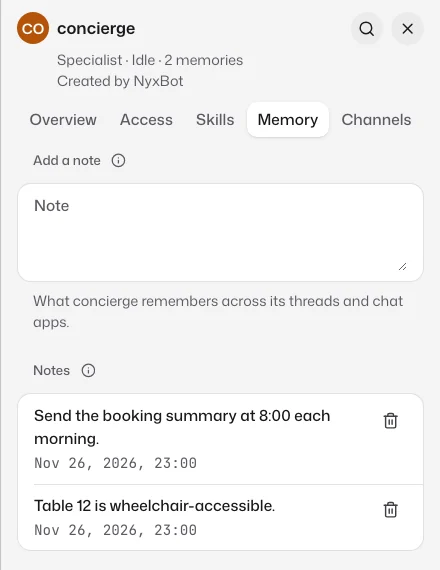 CO concierge
Specialist · Idle · 2 memories
Created by NyxBot
Overview Access Skills Memory Channels
Add a note
Note
What concierge remembers across its threads and chat
apps.
Notes
Send the booking summary at 8:00 each
morning.
Nov 26, 2026, 23:00
Table 12 is wheelchair-accessible.
Nov 26, 2026, 23:00